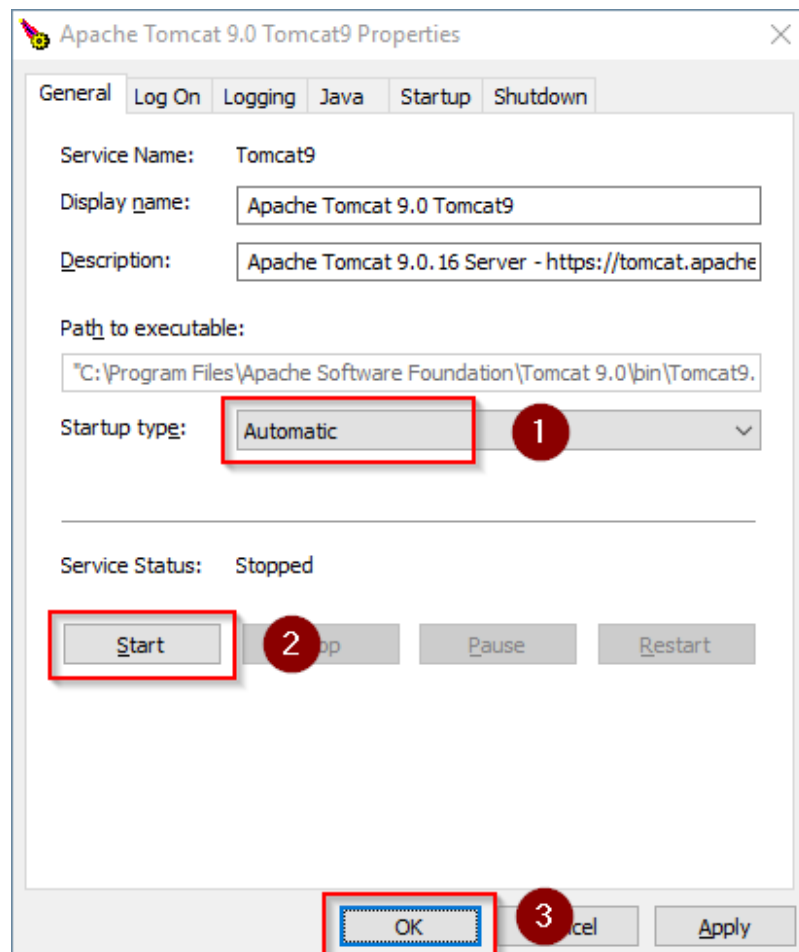 Apache Tomcat 9.0 Tomcat9 Properties
General Log On Logging Java Startup Shutdown
Service Name: Tomcat9
Display name: Apache Tomcat 9.0 Tomcat9
Description: Apache Tomcat 9.0.16 Server - https://tomcat.apache
Path to executable:
"C:\Program Files\Apache Software Foundation\Tomcat 9.0\bin\Tomcat9.
Startup type: Automatic 1
Service Status: Stopped
Start 2 op Pause Restart
OK 3 cel Apply